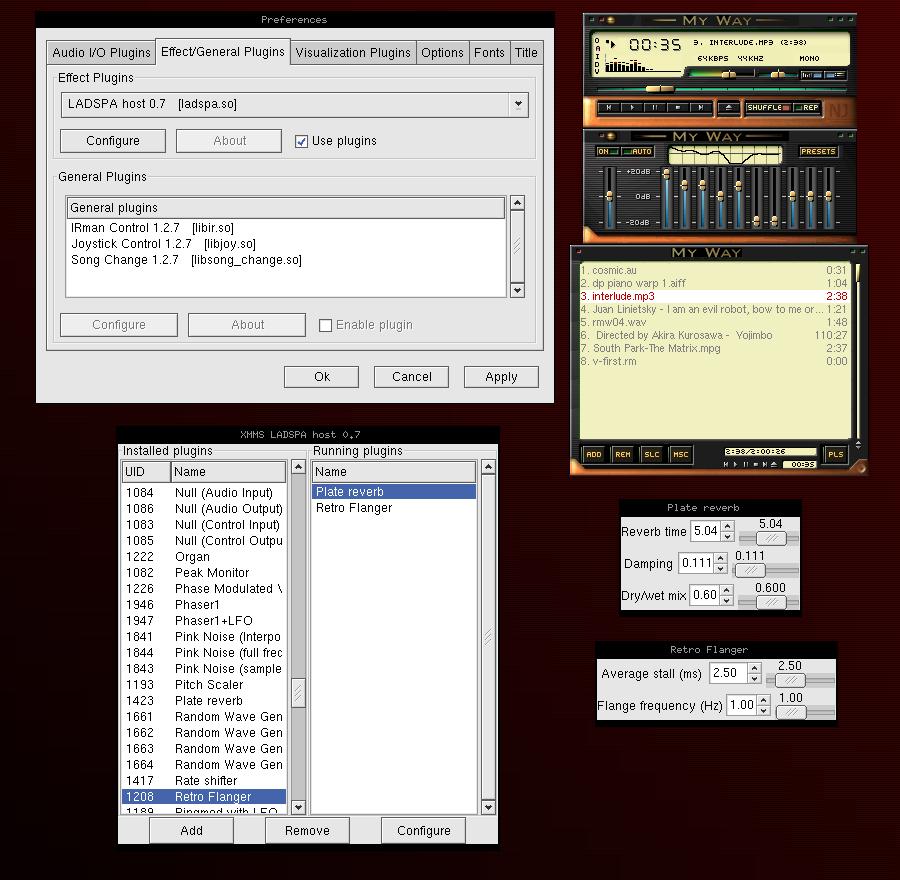 Preferences
Audio I/O Plugins Effect/General Plugins Visualization Plugins Options Fonts Title
Effect Plugins
LADSPA host 0.7 [ladspa.so]
Configure About Use plugins
General Plugins
General plugins
IRman Control 1.2.7 [libir.so]
Joystick Control 1.2.7 [libjoy.so]
Song Change 1.2.7 [libsong_change.so]
Configure About Enable plugin
Ok Cancel Apply
MY WAY
OAIDV
00:35 3. INTERLUDE.MP3 (2:38)
64KBPS 44KHZ MONO
SHUFFLE REP
NJ
MY WAY
ON AUTO PRESETS
+20DB
0DB
-20DB
MY WAY
1. cosmic.au 0:31
2. dp piano warp 1.aiff 1:04
3. interlude.mp3 2:38
4. Juan Linietsky - I am an evil robot, bow to me or... 1:21
5. rmw04.wav 1:48
6. Directed by Akira Kurosawa - Yojimbo 110:27
7. South Park-The Matrix.mpg 2:37
8. v-first.rm 0:00
ADD REM SLC MSC 2:38/2:00:26 PLS
00:35
XMMS LADSPA host 0.7
Installed plugins Running plugins
UID Name Name
1084 Null (Audio Input)
1086 Null (Audio Output)
1083 Null (Control Input)
1085 Null (Control Outpu
1222 Organ
1082 Peak Monitor
1226 Phase Modulated \
1946 Phaser1
1947 Phaser1+LFO
1841 Pink Noise (Interpo
1844 Pink Noise (full frec
1843 Pink Noise (sample
1193 Pitch Scaler
1423 Plate reverb
1661 Random Wave Gen
1662 Random Wave Gen
1663 Random Wave Gen
1664 Random Wave Gen
1417 Rate shifter
1208 Retro Flanger
1189 Ringmod with LFO
Plate reverb
Retro Flanger
Add Remove Configure
Plate reverb
Reverb time 5.04 5.04
Damping 0.111 0.111
Dry/wet mix 0.60 0.600
Retro Flanger
Average stall (ms) 2.50 2.50
Flange frequency (Hz) 1.00 1.00